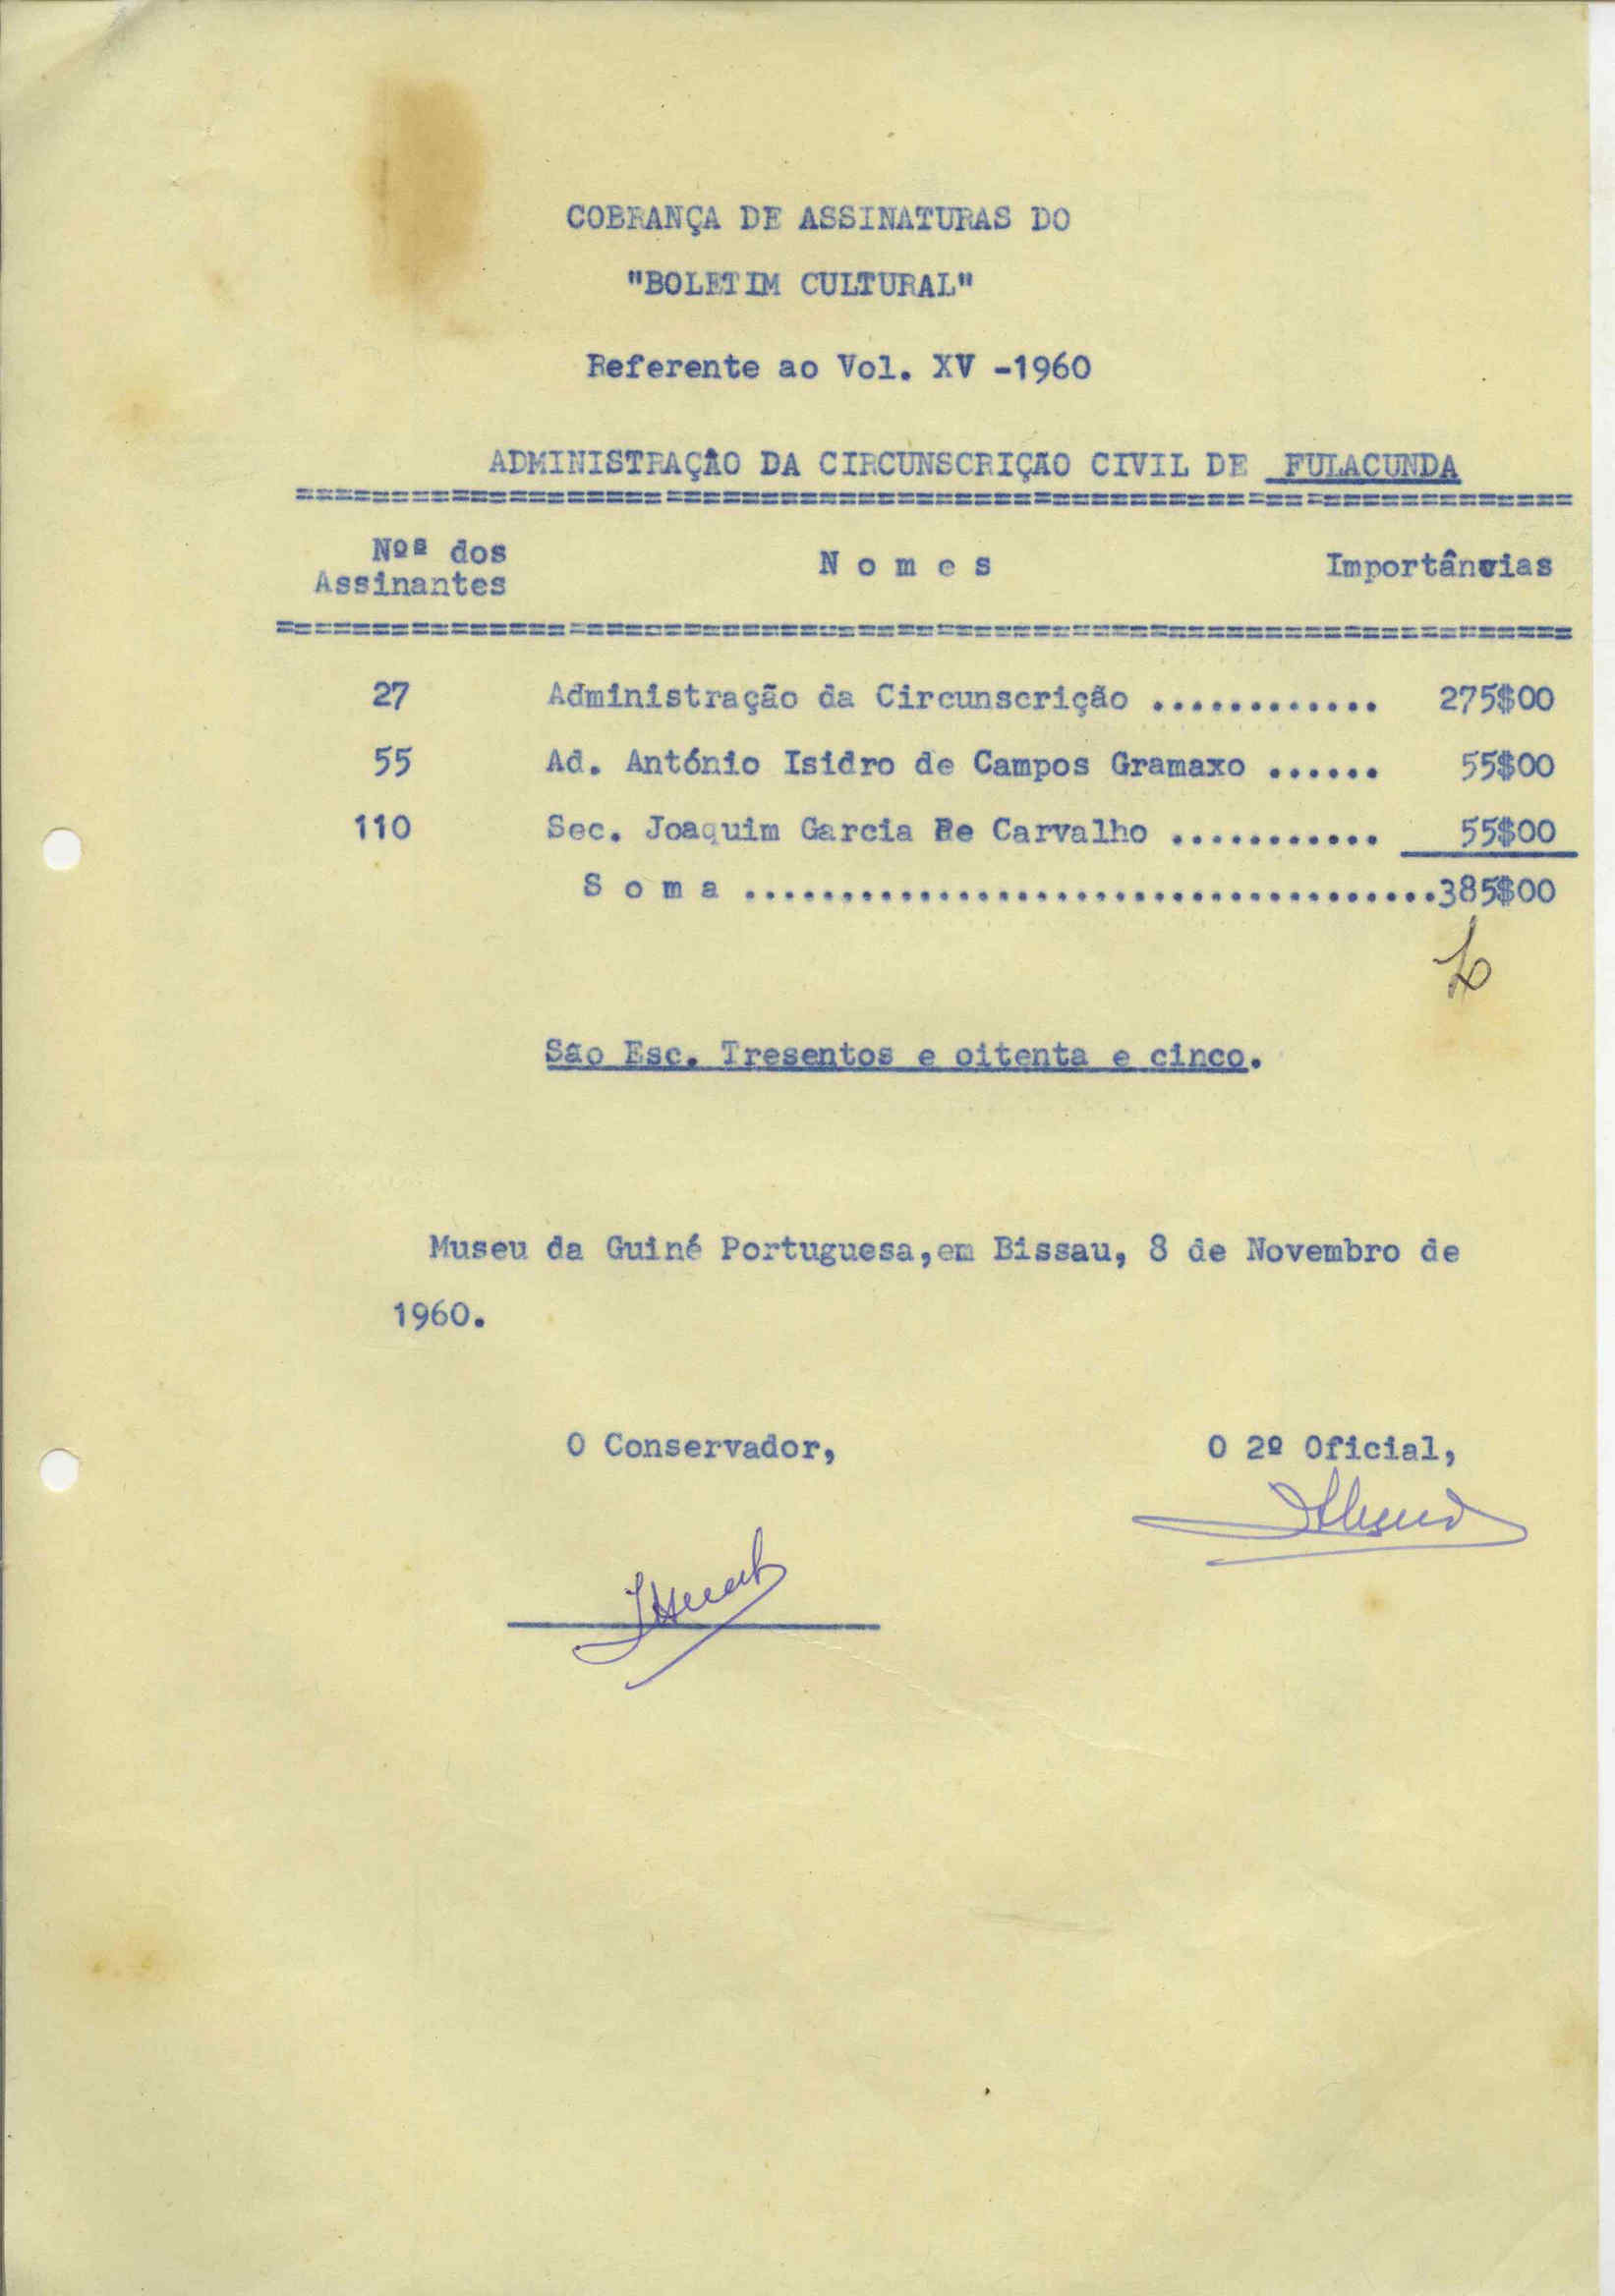 COBRANÇA DE ASSINATURAS DO
"BOLETIM CULTURAL"
Referente ao Vol. XV -1960
ADMINISTRAÇÃO DA CIRCUNSCRIÇÃO CIVIL DE FULACUNDA
Nºs dos Assinantes N o m e s Importâncias
27 Administração da Circunscrição ............ 275$00
55 Ad. António Isidro de Campos Gramaxo ...... 55$00
110 Sec. Joaquim Garcia De Carvalho ........... 55$00
S o m a ....................................385$00
São Esc. Tresentos e oitenta e cinco.
Museu da Guiné Portuguesa,em Bissau, 8 de Novembro de
1960.
O Conservador, O 2º Oficial,